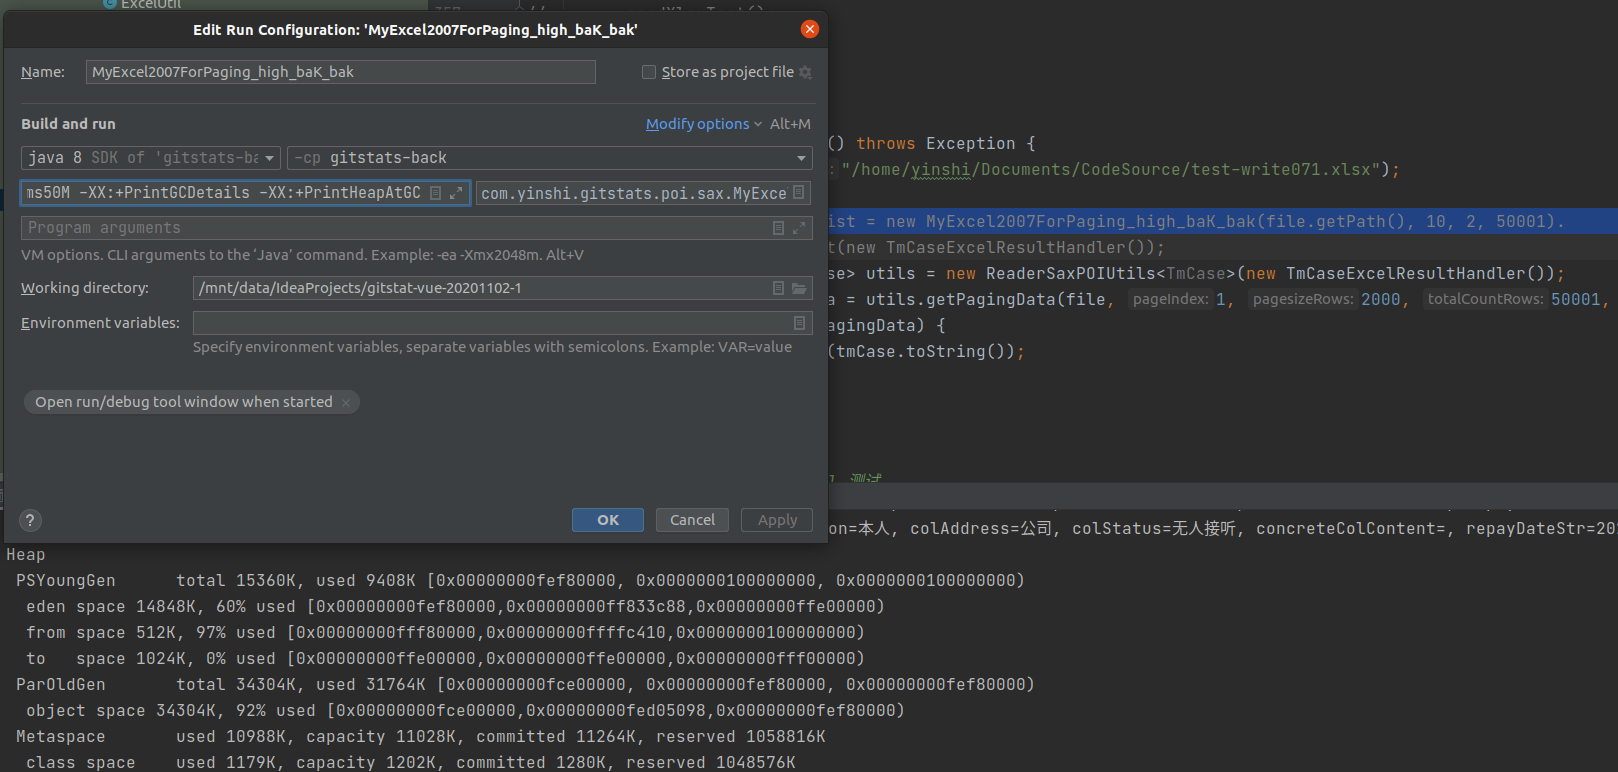 ExcelUtil
Edit Run Configuration: 'MyExcel2007ForPaging_high_baK_bak'
Name: MyExcel2007ForPaging_high_baK_bak
Store as project file
Build and run
Modify options Alt+M
java 8 SDK of 'gitstats-ba
-cp gitstats-back
ms50M -XX:+PrintGCDetails -XX:+PrintHeapAtGC
com.yinshi.gitstats.poi.sax.MyExce
Program arguments
VM options. CLI arguments to the ‘Java’ command. Example: -ea -Xmx2048m. Alt+V
Working directory: /mnt/data/IdeaProjects/gitstat-vue-20201102-1
Environment variables:
Specify environment variables, separate variables with semicolons. Example: VAR=value
Open run/debug tool window when started ×
?
OK Cancel Apply
() throws Exception {
: "/home/yinshi/Documents/CodeSource/test-write071.xlsx");
ist = new MyExcel2007ForPaging_high_baK_bak(file.getPath(), 10, 2, 50001).
t(new TmCaseExcelResultHandler());
se> utils = new ReaderSaxPOIUtils<TmCase>(new TmCaseExcelResultHandler());
a = utils.getPagingData(file, pageIndex: 1, pagesizeRows: 2000, totalCountRows: 50001,
agingData) {
(tmCase.toString());
测试
on=本人, colAddress=公司, colStatus=无人接听, concreteColContent=, repayDateStr=202
Heap
PSYoungGen total 15360K, used 9408K [0x00000000fef80000, 0x0000000100000000, 0x0000000100000000)
eden space 14848K, 60% used [0x00000000fef80000,0x00000000ff833c88,0x00000000ffe00000)
from space 512K, 97% used [0x00000000fff80000,0x00000000ffffc410,0x0000000100000000)
to space 1024K, 0% used [0x00000000ffe00000,0x00000000ffe00000,0x00000000fff00000)
ParOldGen total 34304K, used 31764K [0x00000000fce00000, 0x00000000fef80000, 0x00000000fef80000)
object space 34304K, 92% used [0x00000000fce00000,0x00000000fed05098,0x00000000fef80000)
Metaspace used 10988K, capacity 11028K, committed 11264K, reserved 1058816K
class space used 1179K, capacity 1202K, committed 1280K, reserved 1048576K